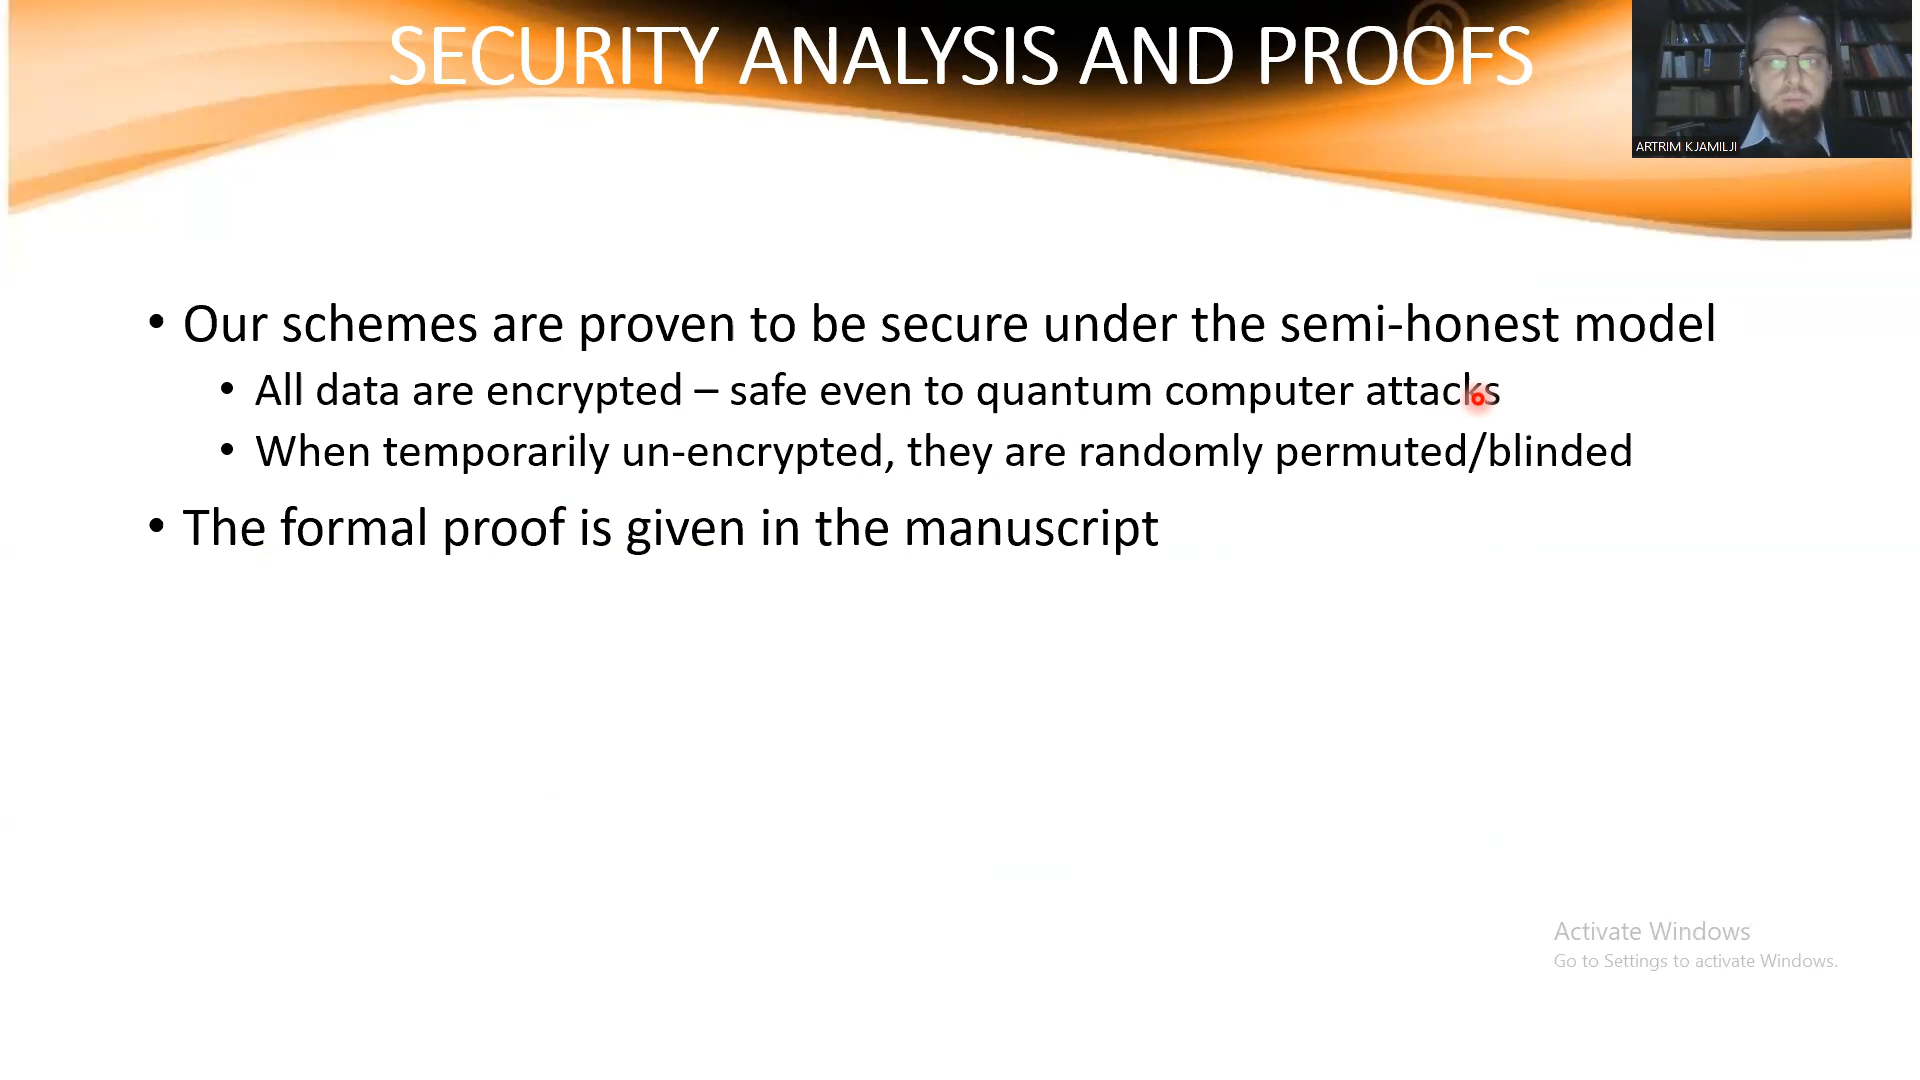 SECURITY ANALYSIS AND PROOFS
ARTRIM KJAMILJI
• Our schemes are proven to be secure under the semi-honest model
• All data are encrypted – safe even to quantum computer attacks
• When temporarily un-encrypted, they are randomly permuted/blinded
• The formal proof is given in the manuscript
Activate Windows
Go to Settings to activate Windows.